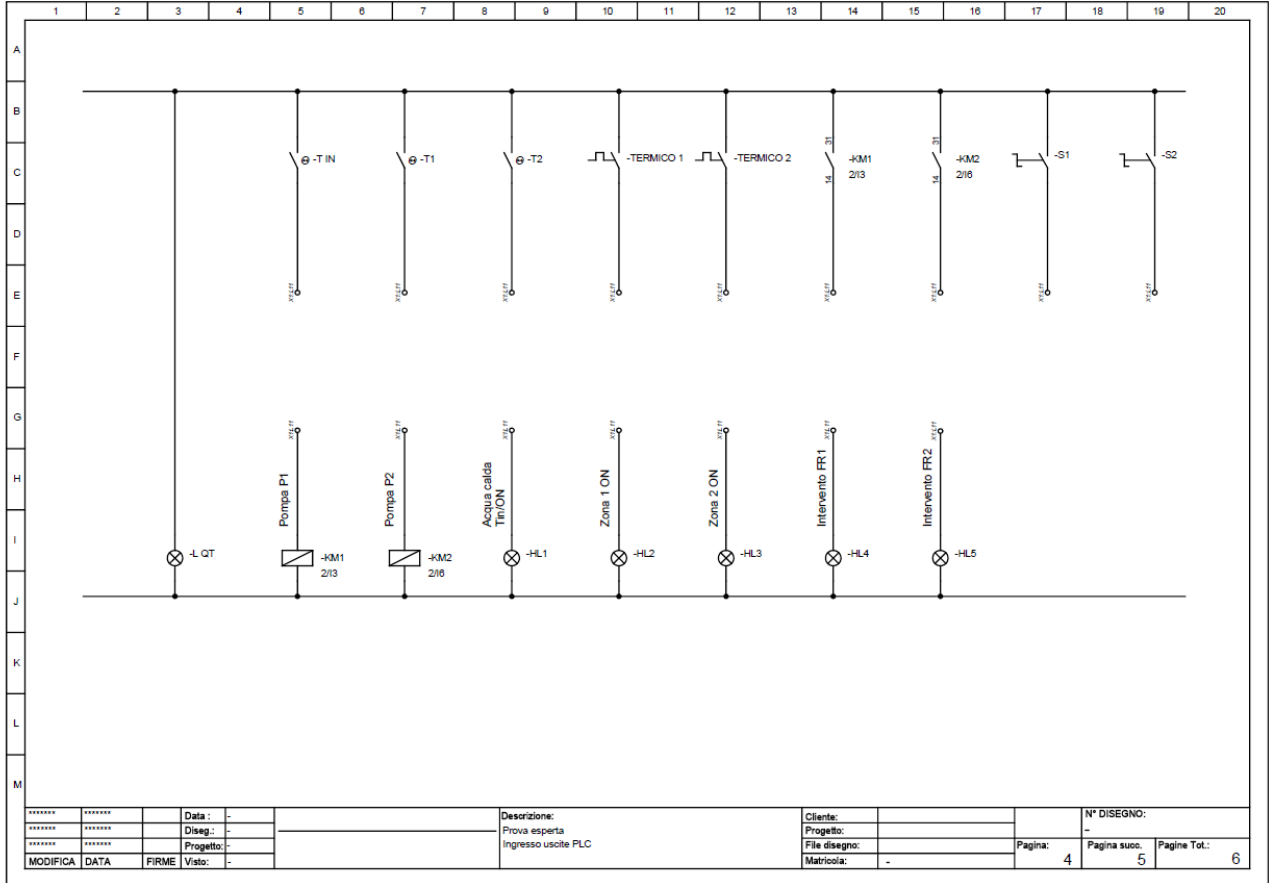 1 2 3 4 5 6 7 8 9 10 11 12 13 14 15 16 17 18 19 20
A
B
C
D
E
F
G
H
I
J
K
L
M
-T IN
-T1
-T2
-TERMICO 1
-TERMICO 2
31
14
-KM1
2/I3
31
14
-KM2
2/I6
-S1
-S2
Pompa P1
Pompa P2
Acqua calda
Tin/ON
Zona 1 ON
Zona 2 ON
Intervento FR1
Intervento FR2
-L QT
-KM1
2/I3
-KM2
2/I6
-HL1
-HL2
-HL3
-HL4
-HL5
******* ******* Data : -
******* ******* Diseg.: -
******* ******* Progetto: -
MODIFICA DATA FIRME Visto: -
Descrizione:
Prova esperta
Ingresso uscite PLC
Cliente:
Progetto:
File disegno:
Matricola: -
N° DISEGNO:
-
Pagina: 4
Pagina succ. 5
Pagine Tot.: 6